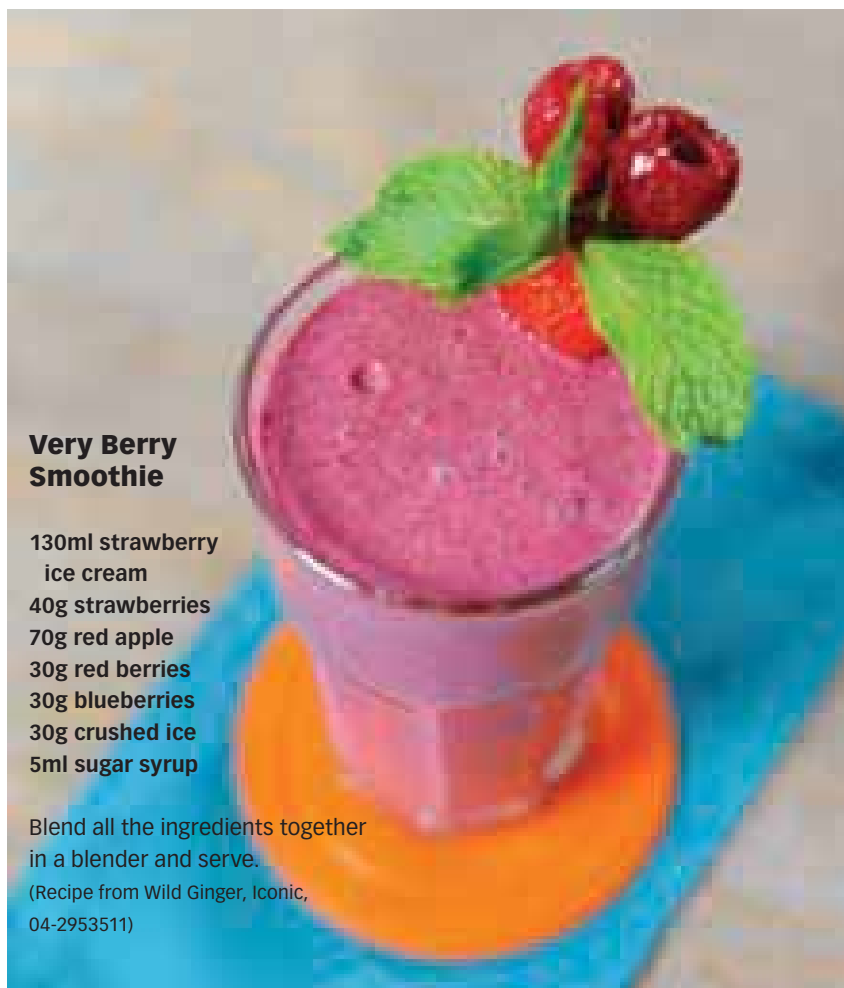 Very Berry
Smoothie
130ml strawberry
ice cream
40g strawberries
70g red apple
30g red berries
30g blueberries
30g crushed ice
5ml sugar syrup
Blend all the ingredients together
in a blender and serve.
(Recipe from Wild Ginger, Iconic,
04-2953511)